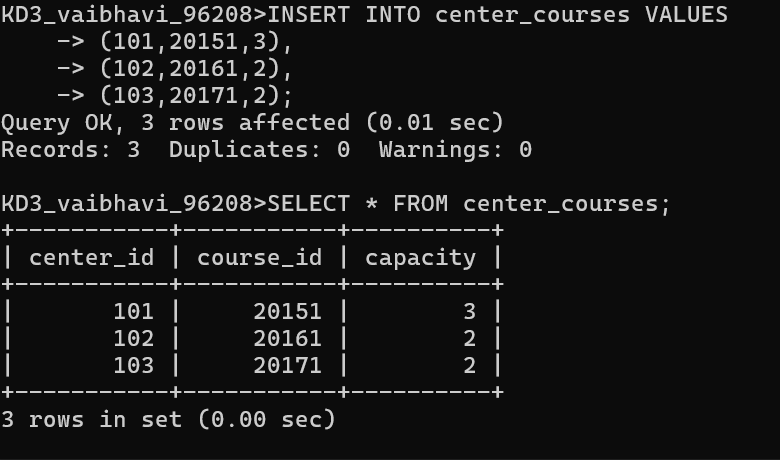 KD3_vaibhavi_96208>INSERT INTO center_courses VALUES
    -> (101,20151,3),
    -> (102,20161,2),
    -> (103,20171,2);
Query OK, 3 rows affected (0.01 sec)
Records: 3  Duplicates: 0  Warnings: 0

KD3_vaibhavi_96208>SELECT * FROM center_courses;
+-----------+-----------+----------+
| center_id | course_id | capacity |
+-----------+-----------+----------+
|       101 |     20151 |        3 |
|       102 |     20161 |        2 |
|       103 |     20171 |        2 |
+-----------+-----------+----------+
3 rows in set (0.00 sec)